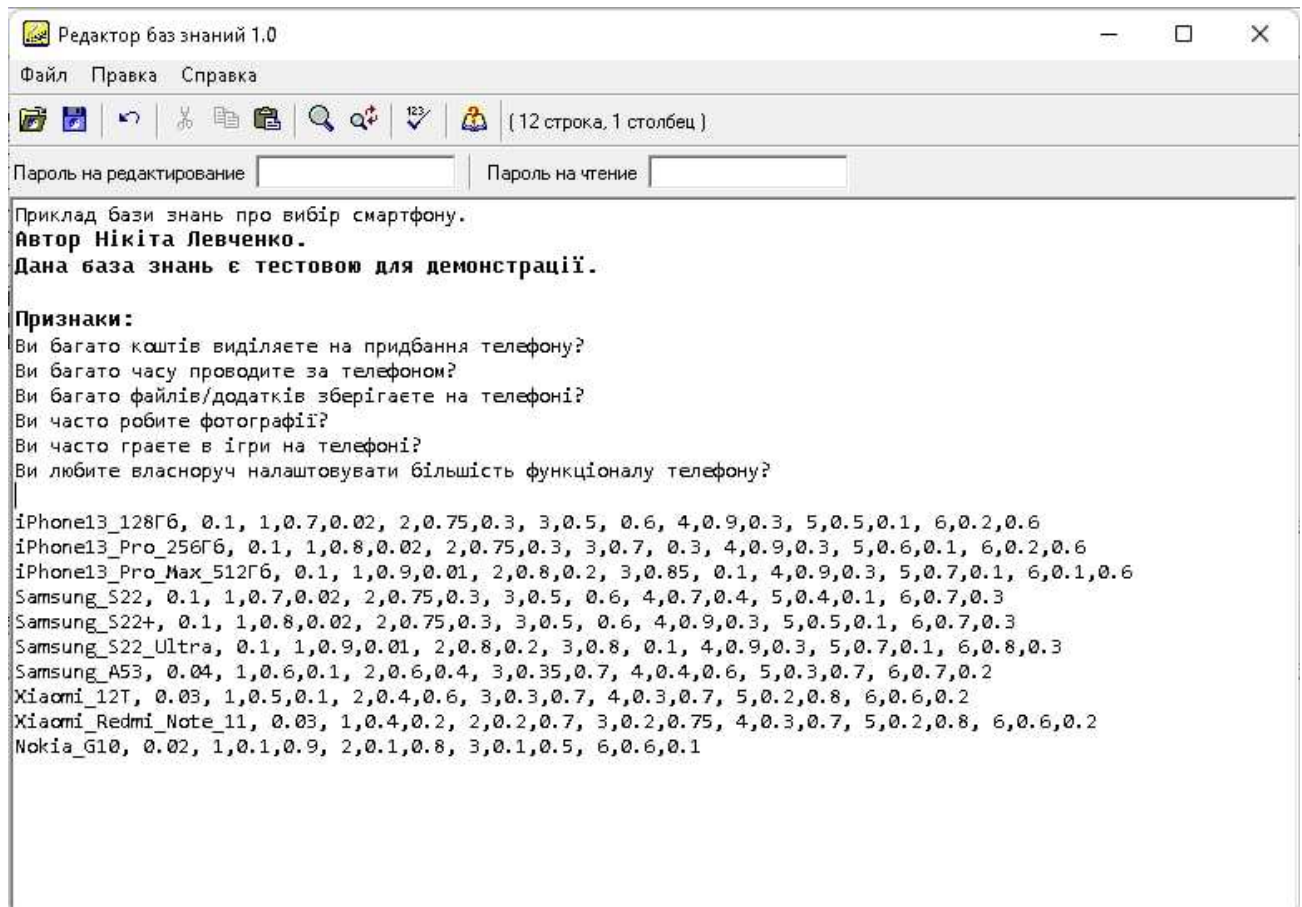 Редактор баз знаний 1.0
Файл Правка Справка
( 12 строка, 1 столбец )
Пароль на редактирование Пароль на чтение
Приклад бази знань про вибір смартфону.
Автор Нікіта Левченко.
Дана база знань є тестовою для демонстрації.
Признаки:
Ви багато коштів виділяєте на придбання телефону?
Ви багато часу проводите за телефоном?
Ви багато файлів/додатків зберігаєте на телефоні?
Ви часто робите фотографії?
Ви часто граєте в ігри на телефоні?
Ви любите власноруч налаштовувати більшість функціоналу телефону?
iPhone13_128Гб, 0.1, 1,0.7,0.02, 2,0.75,0.3, 3,0.5, 0.6, 4,0.9,0.3, 5,0.5,0.1, 6,0.2,0.6
iPhone13_Pro_256Гб, 0.1, 1,0.8,0.02, 2,0.75,0.3, 3,0.7, 0.3, 4,0.9,0.3, 5,0.6,0.1, 6,0.2,0.6
iPhone13_Pro_Max_512Гб, 0.1, 1,0.9,0.01, 2,0.8,0.2, 3,0.85, 0.1, 4,0.9,0.3, 5,0.7,0.1, 6,0.1,0.6
Samsung_S22, 0.1, 1,0.7,0.02, 2,0.75,0.3, 3,0.5, 0.6, 4,0.7,0.4, 5,0.4,0.1, 6,0.7,0.3
Samsung_S22+, 0.1, 1,0.8,0.02, 2,0.75,0.3, 3,0.5, 0.6, 4,0.9,0.3, 5,0.5,0.1, 6,0.7,0.3
Samsung_S22_Ultra, 0.1, 1,0.9,0.01, 2,0.8,0.2, 3,0.8, 0.1, 4,0.9,0.3, 5,0.7,0.1, 6,0.8,0.3
Samsung_A53, 0.04, 1,0.6,0.1, 2,0.6,0.4, 3,0.35,0.7, 4,0.4,0.6, 5,0.3,0.7, 6,0.7,0.2
Xiaomi_12T, 0.03, 1,0.5,0.1, 2,0.4,0.6, 3,0.3,0.7, 4,0.3,0.7, 5,0.2,0.8, 6,0.6,0.2
Xiaomi_Redmi_Note_11, 0.03, 1,0.4,0.2, 2,0.2,0.7, 3,0.2,0.75, 4,0.3,0.7, 5,0.2,0.8, 6,0.6,0.2
Nokia_G10, 0.02, 1,0.1,0.9, 2,0.1,0.8, 3,0.1,0.5, 6,0.6,0.1